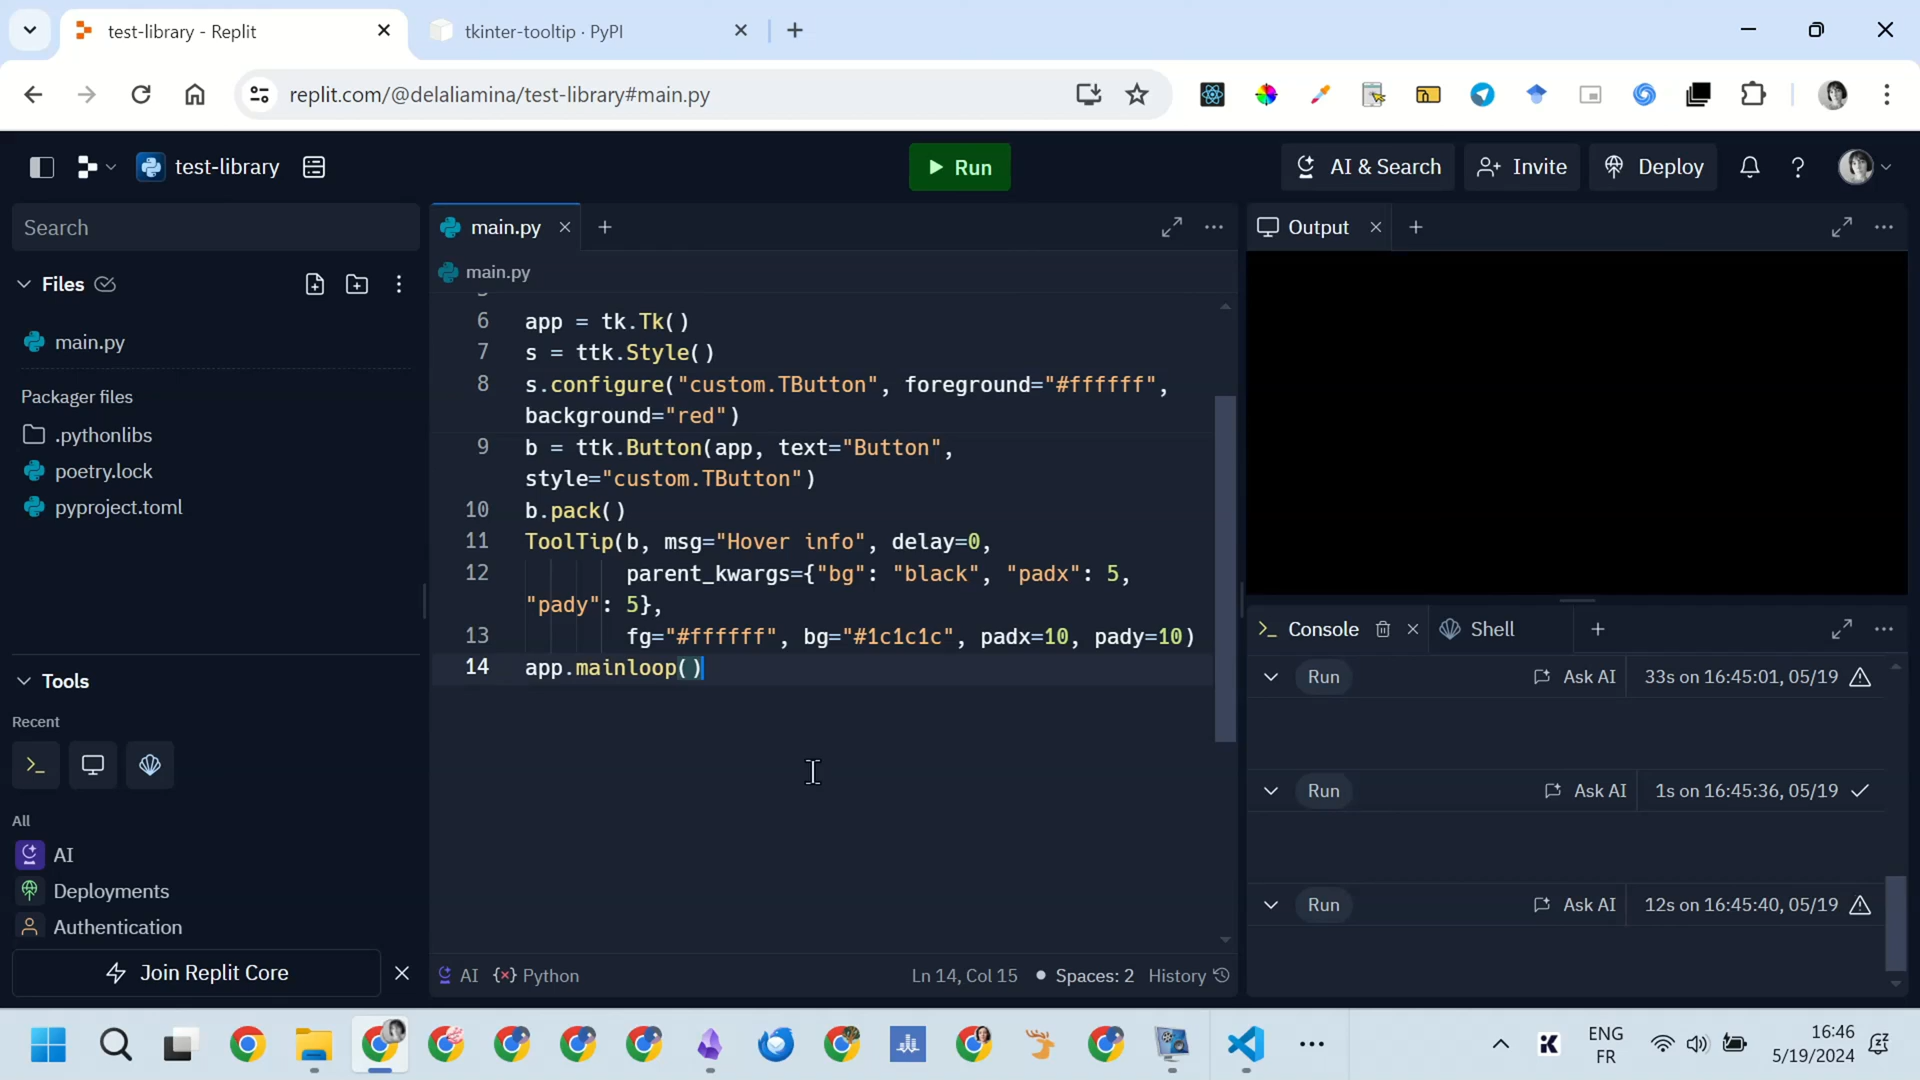 test-library - Replit
tkinter-tooltip · PyPI
replit.com/@delaliamina/test-library#main.py
test-library
Run
AI & Search
Invite
Deploy
Search
Files
main.py
Packager files
.pythonlibs
poetry.lock
pyproject.toml
Tools
Recent
All
AI
Deployments
Authentication
Join Replit Core
main.py
main.py
6 app = tk.Tk()
7 s = ttk.Style()
8 s.configure("custom.TButton", foreground="#ffffff",
background="red")
9 b = ttk.Button(app, text="Button",
style="custom.TButton")
10 b.pack()
11 ToolTip(b, msg="Hover info", delay=0,
12 parent_kwargs={"bg": "black", "padx": 5,
"pady": 5},
13 fg="#ffffff", bg="#1c1c1c", padx=10, pady=10)
14 app.mainloop()
AI
Python
Ln 14, Col 15
Spaces: 2
History
Output
Console
Shell
Run Ask AI 33s on 16:45:01, 05/19
Run Ask AI 1s on 16:45:36, 05/19
Run Ask AI 12s on 16:45:40, 05/19
ENG
FR
16:46
5/19/2024